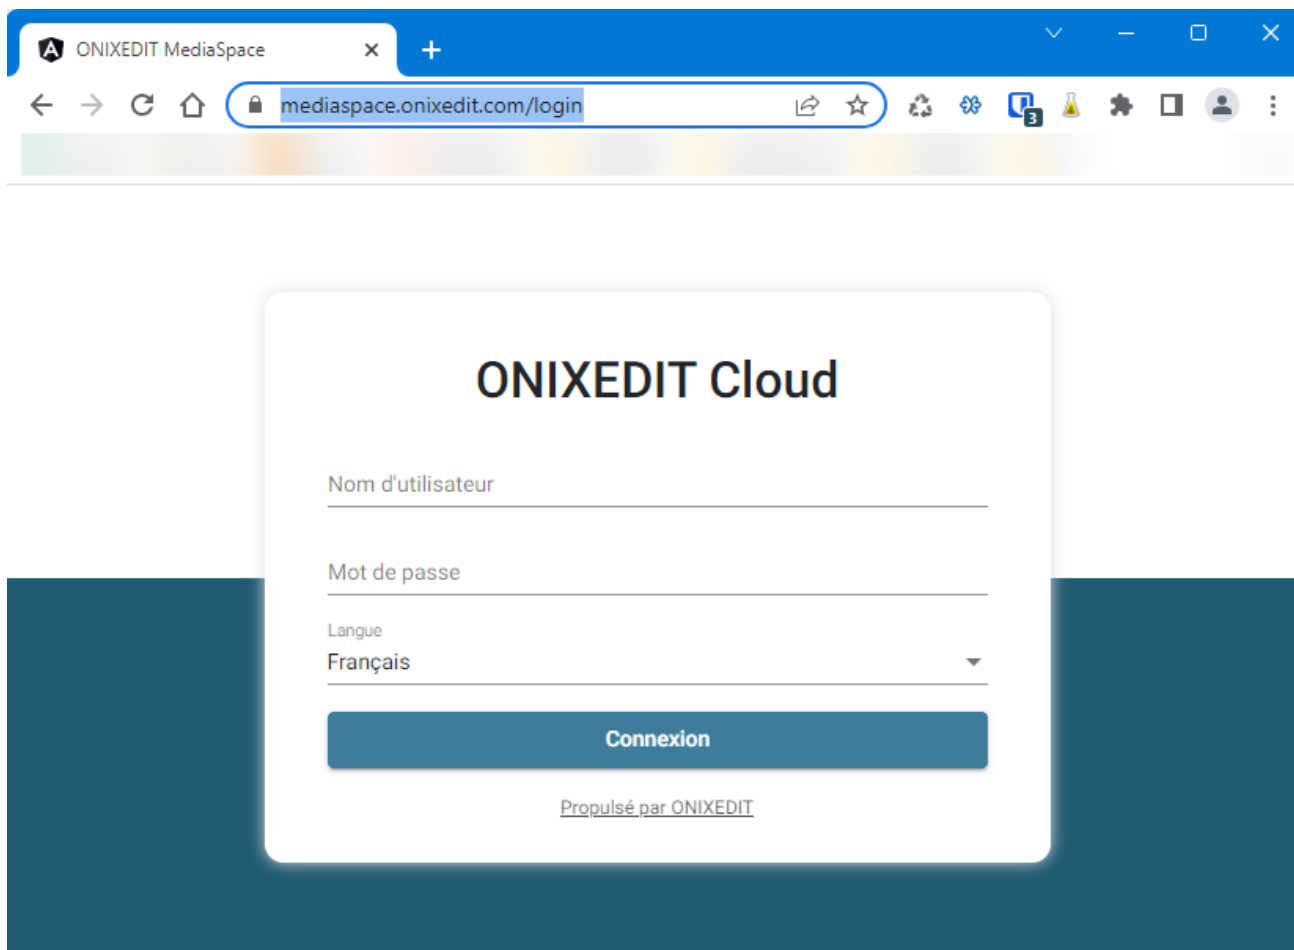 ONIXEDIT MediaSpace
mediaspace.onixedit.com/login
3
ONIXEDIT Cloud
Nom d'utilisateur
Mot de passe
Langue
Français
Connexion
Propulsé par ONIXEDIT